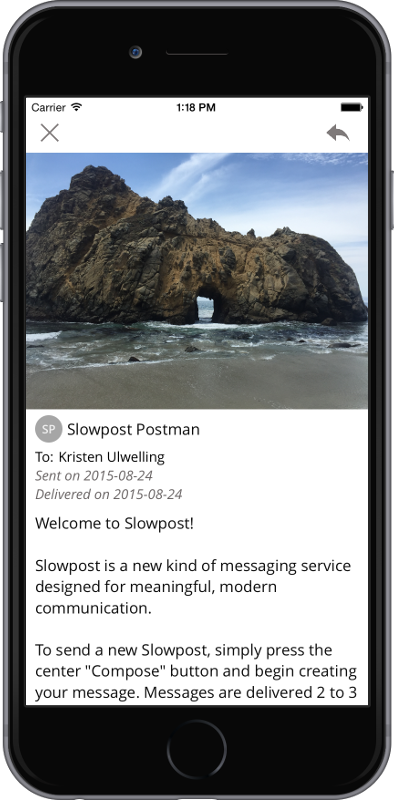 Carrier 1:18 PM
SP Slowpost Postman
To: Kristen Ulwelling
Sent on 2015-08-24
Delivered on 2015-08-24
Welcome to Slowpost!
Slowpost is a new kind of messaging service
designed for meaningful, modern
communication.
To send a new Slowpost, simply press the
center "Compose" button and begin creating
your message. Messages are delivered 2 to 3